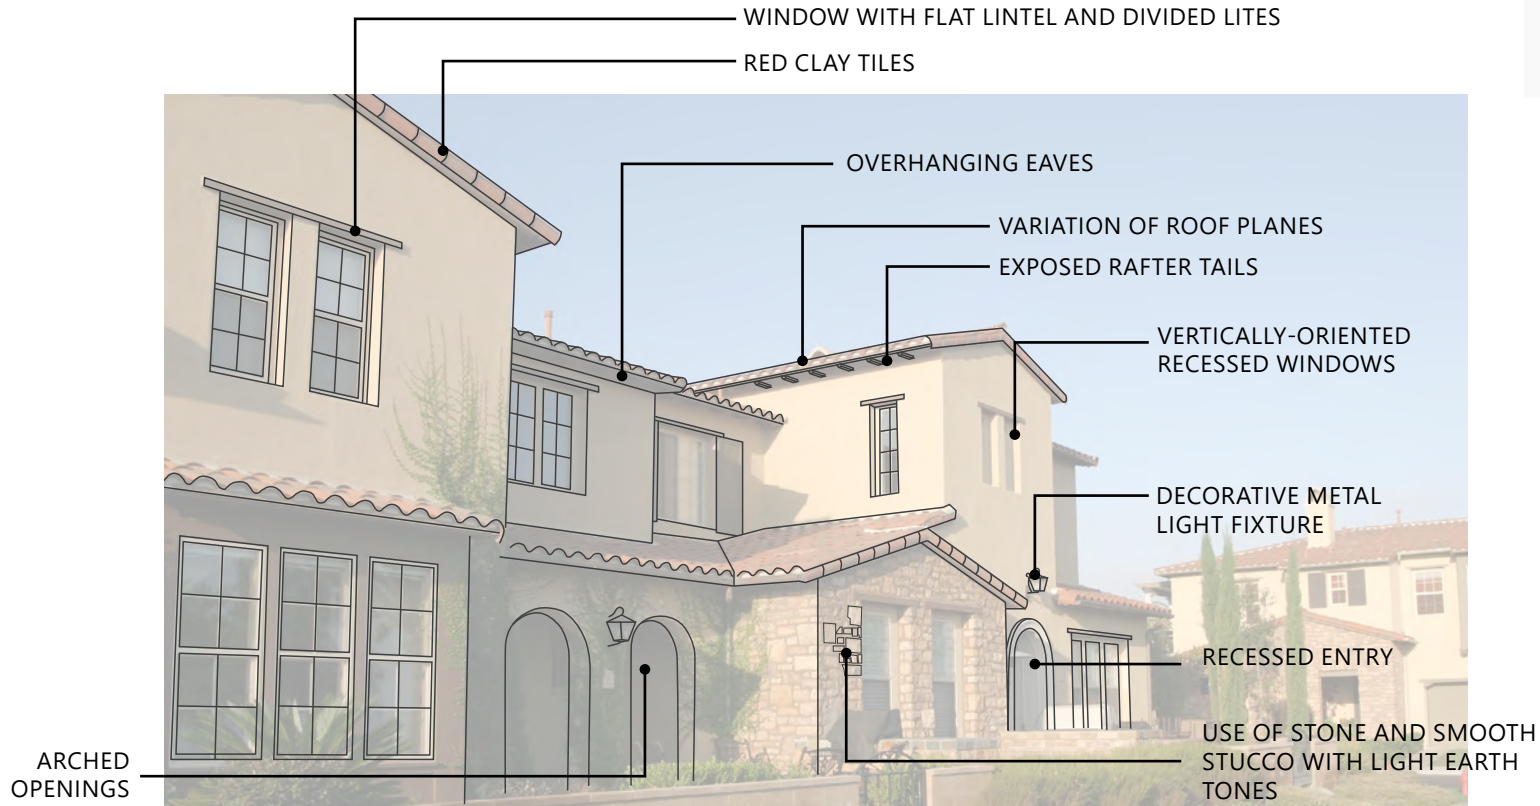 WINDOW WITH FLAT LINTEL AND DIVIDED LITES
RED CLAY TILES
OVERHANGING EAVES
VARIATION OF ROOF PLANES
EXPOSED RAFTER TAILS
VERTICALLY-ORIENTED
RECESSED WINDOWS
DECORATIVE METAL
LIGHT FIXTURE
RECESSED ENTRY
USE OF STONE AND SMOOTH
STUCCO WITH LIGHT EARTH
TONES
ARCHED
OPENINGS